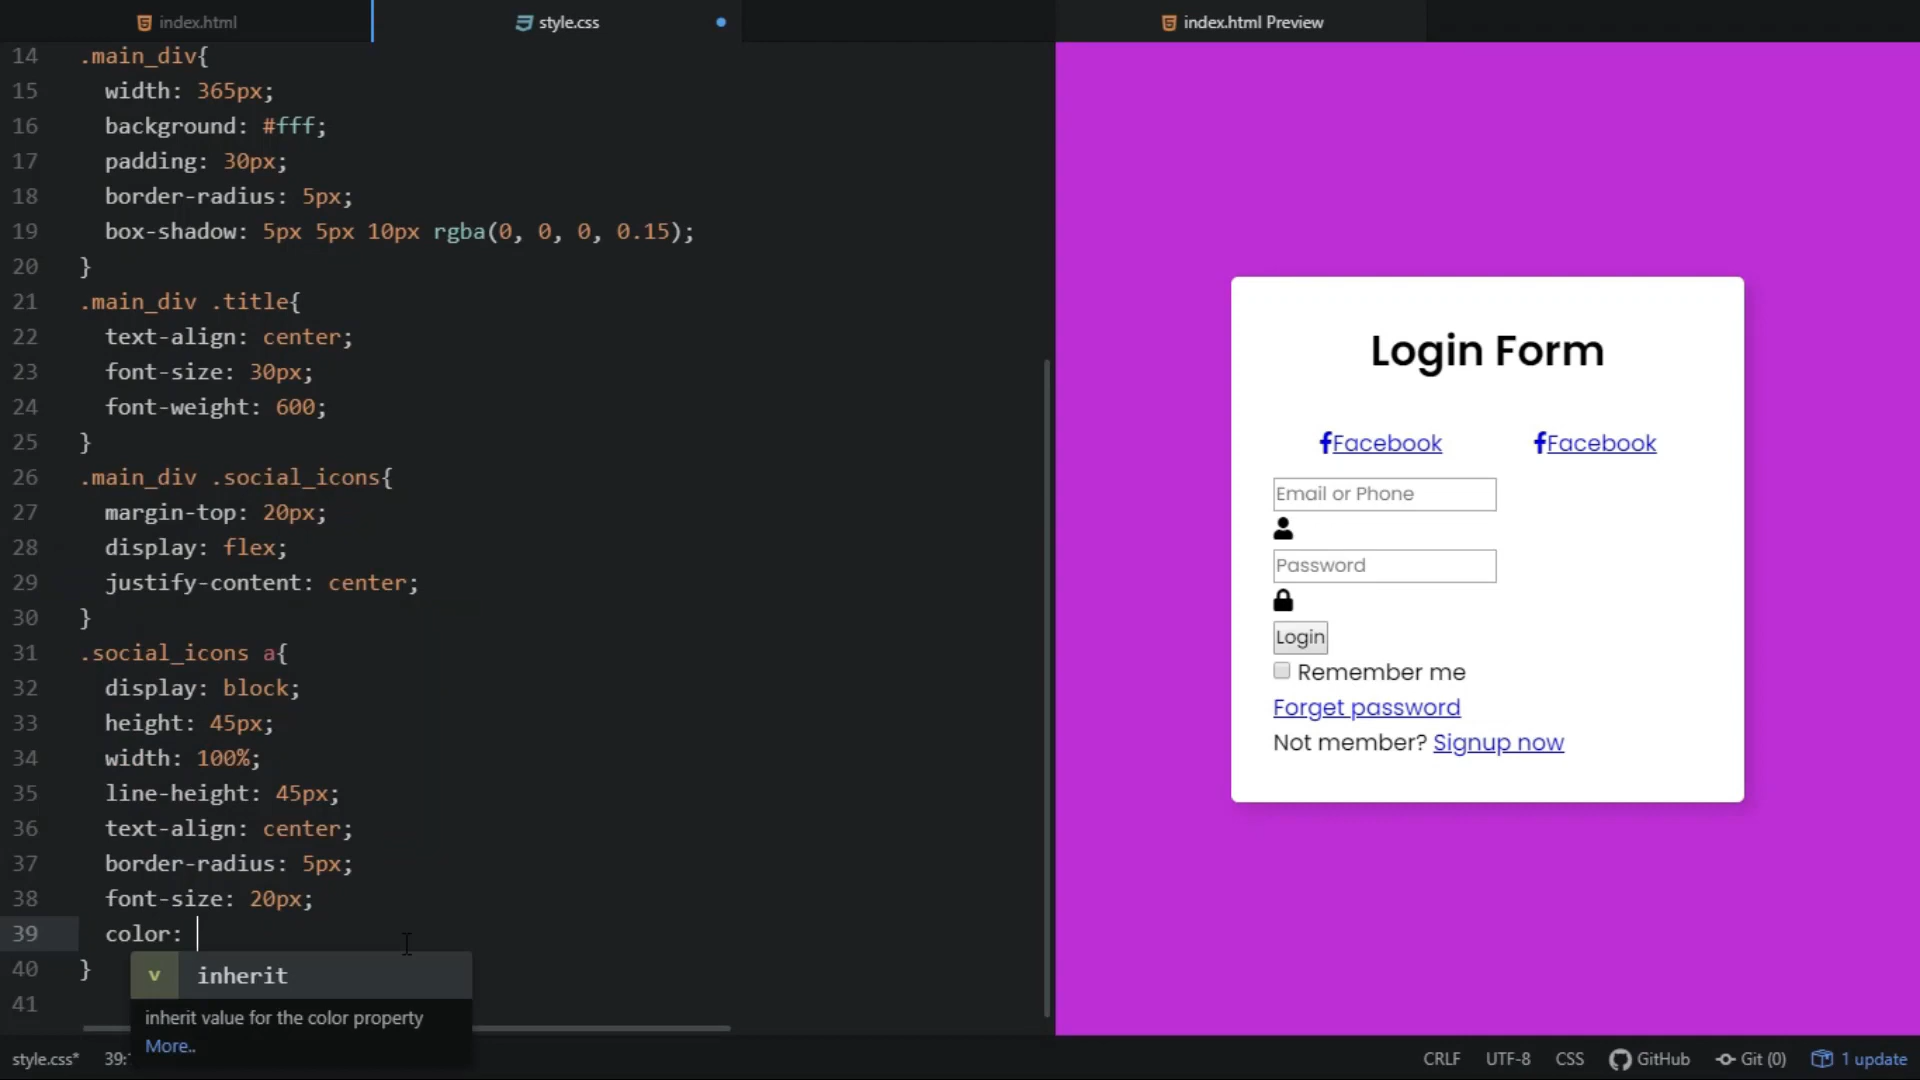 index.html
style.css
index.html Preview
14 .main_div{
15 width: 365px;
16 background: #fff;
17 padding: 30px;
18 border-radius: 5px;
19 box-shadow: 5px 5px 10px rgba(0, 0, 0, 0.15);
20 }
21 .main_div .title{
22 text-align: center;
23 font-size: 30px;
24 font-weight: 600;
25 }
26 .main_div .social_icons{
27 margin-top: 20px;
28 display: flex;
29 justify-content: center;
30 }
31 .social_icons a{
32 display: block;
33 height: 45px;
34 width: 100%;
35 line-height: 45px;
36 text-align: center;
37 border-radius: 5px;
38 font-size: 20px;
39 color:
40 }
41
v inherit
inherit value for the color property
More..
Login Form
Facebook Facebook
Email or Phone
Password
Login
Remember me
Forget password
Not member? Signup now
style.css* 39: CRLF UTF-8 CSS GitHub Git (0) 1 update